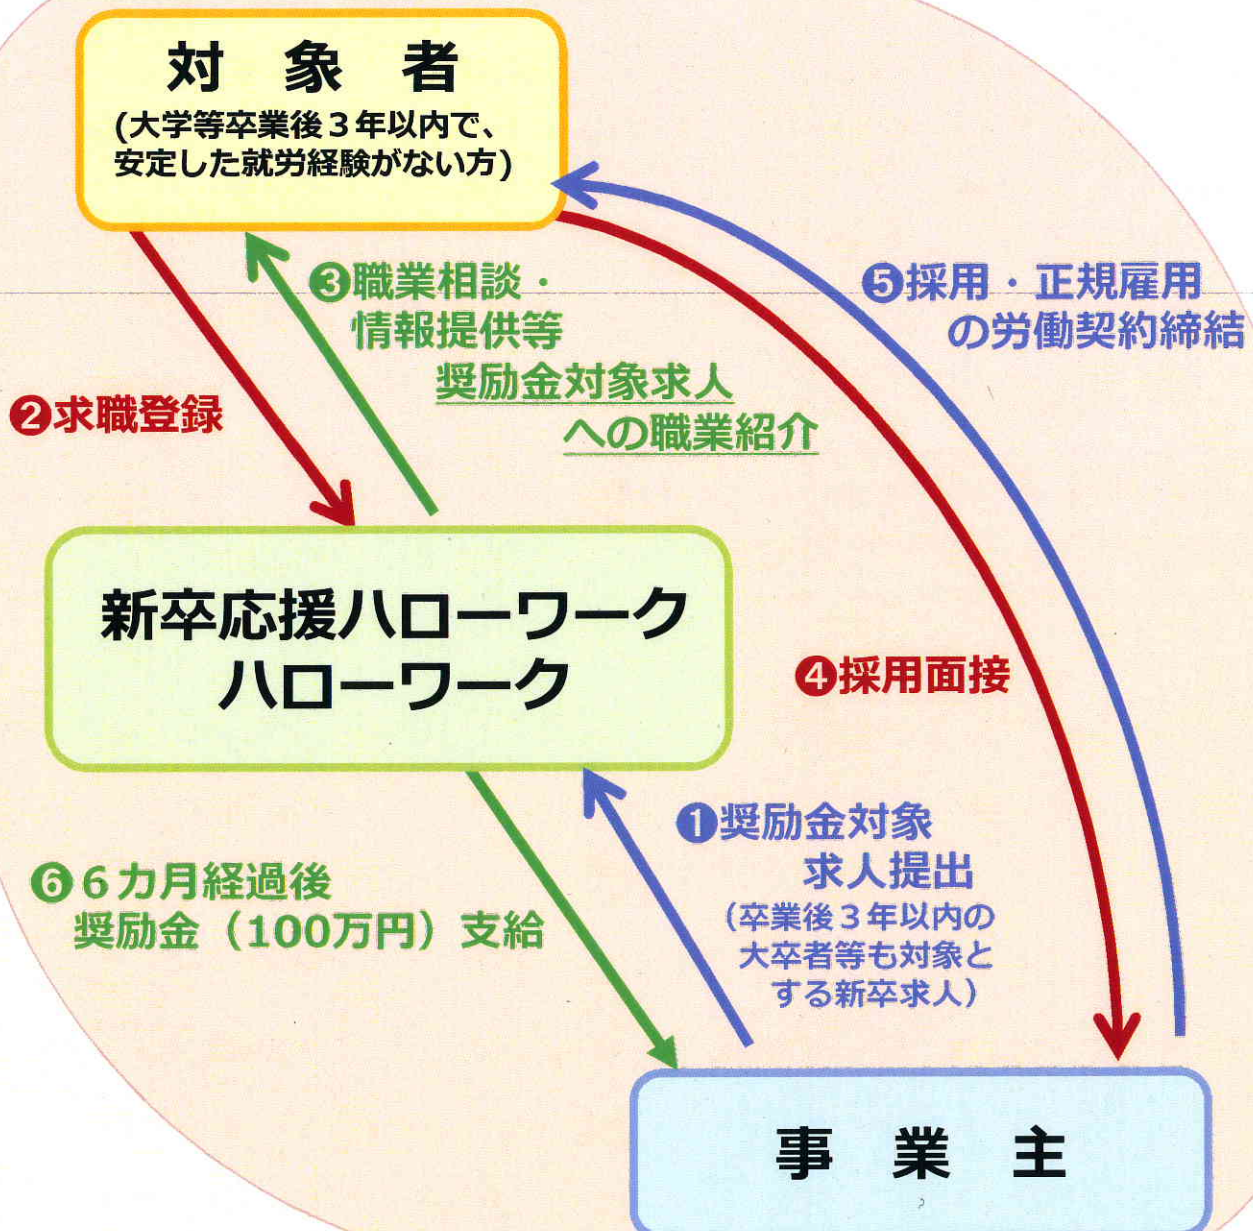 対 象 者
(大学等卒業後３年以内で、
安定した就労経験がない方)
❸職業相談・
情報提供等
奨励金対象求人
への職業紹介
❺採用・正規雇用
の労働契約締結
❷求職登録
新卒応援ハローワーク
ハローワーク
❹採用面接
❶奨励金対象
求人提出
（卒業後３年以内の
大卒者等も対象と
する新卒求人）
❻６カ月経過後
奨励金（100万円）支給
事 業 主